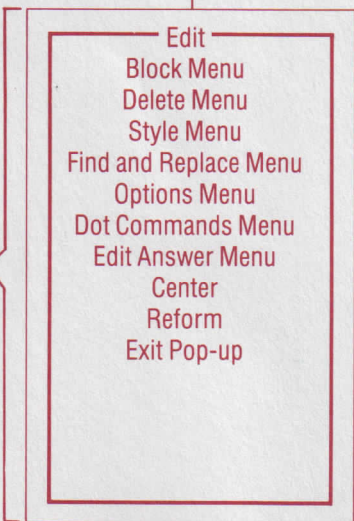 Edit
Block Menu
Delete Menu
Style Menu
Find and Replace Menu
Options Menu
Dot Commands Menu
Edit Answer Menu
Center
Reform
Exit Pop-up